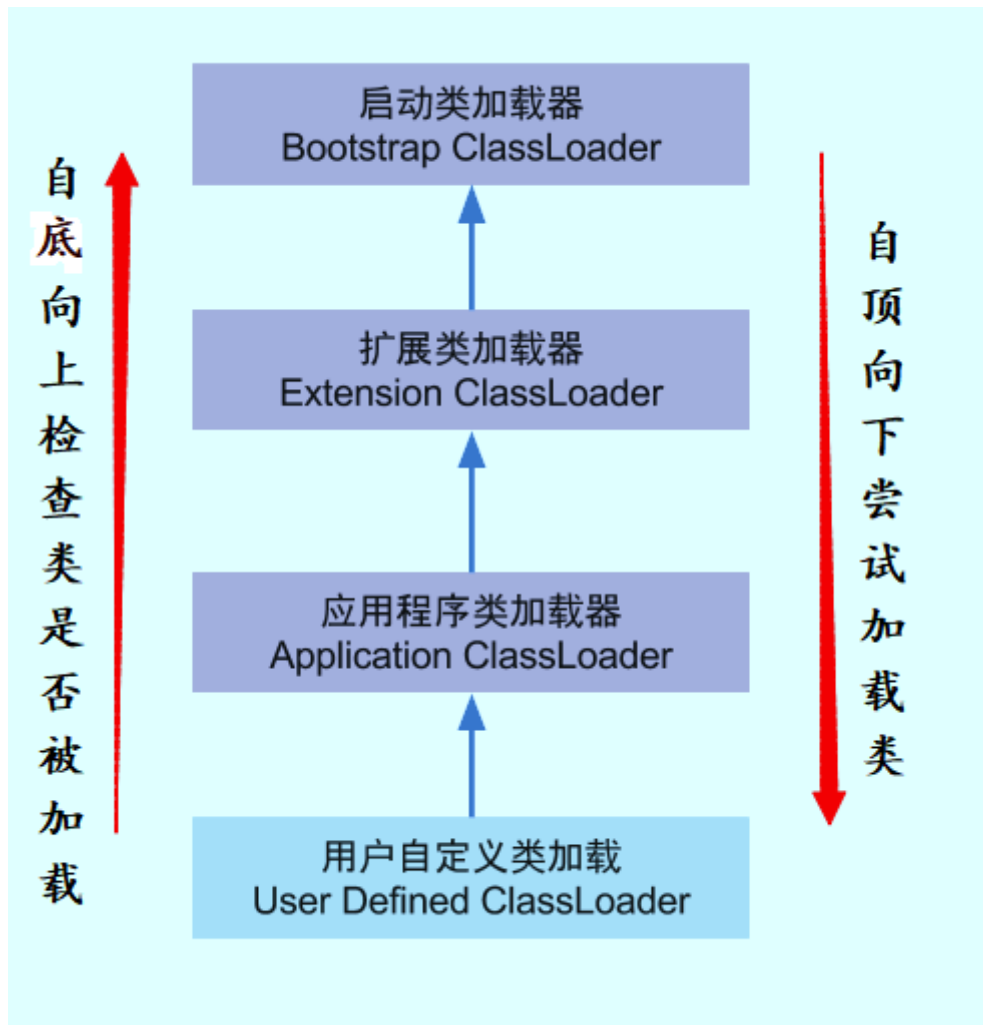 启动类加载器
Bootstrap ClassLoader
自底向上检查类是否被加载
扩展类加载器
Extension ClassLoader
自顶向下尝试加载类
应用程序类加载器
Application ClassLoader
用户自定义类加载
User Defined ClassLoader